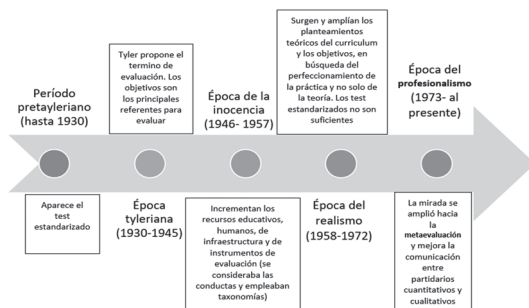 Período
pretayleriano
(hasta 1930)
Aparece el
test
estandarizado
Tyler propone el
termino de
evaluación. Los
objetivos son
los principales
referentes para
evaluar
Época
tyleriana
(1930-1945)
Época de la
inocencia
(1946- 1957)
Incrementan los
recursos educativos,
humanos, de
infraestructura y de
instrumentos de
evaluación (se
consideraba las
conductas y empleaban
taxonomías)
Surgen y amplían los
planteamientos
teóricos del curriculum
y los objetivos, en
búsqueda del
perfeccionamiento de
la práctica y no solo de
la teoría. Los test
estandarizados no son
suficientes
Época del
realismo
(1958-1972)
Época del
profesionalismo
(1973- al
presente)
La mirada se
amplió hacia
la
metaevaluación
y mejora la
comunicación
entre
partidarios
cuantitativos y
cualitativos